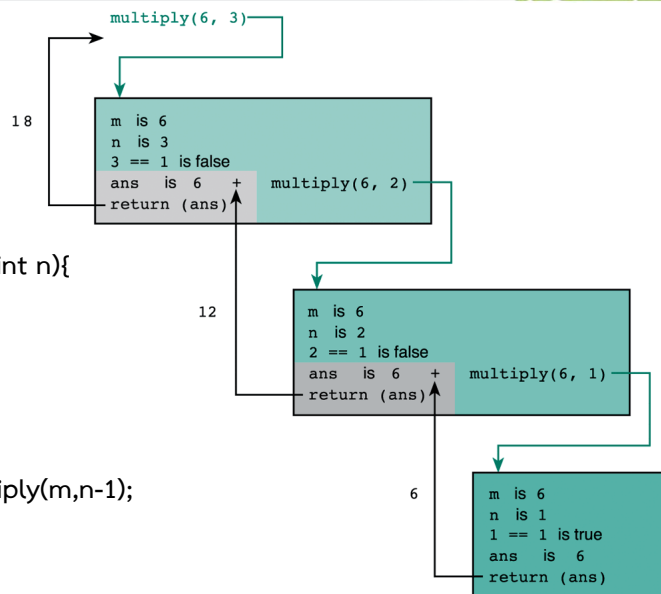 multiply(6, 3)
18
m is 6
n is 3
3 == 1 is false
ans is 6 + multiply(6, 2)
return (ans)
int n){
12
m is 6
n is 2
2 == 1 is false
ans is 6 + multiply(6, 1)
return (ans)
iply(m,n-1);
6
m is 6
n is 1
1 == 1 is true
ans is 6
return (ans)